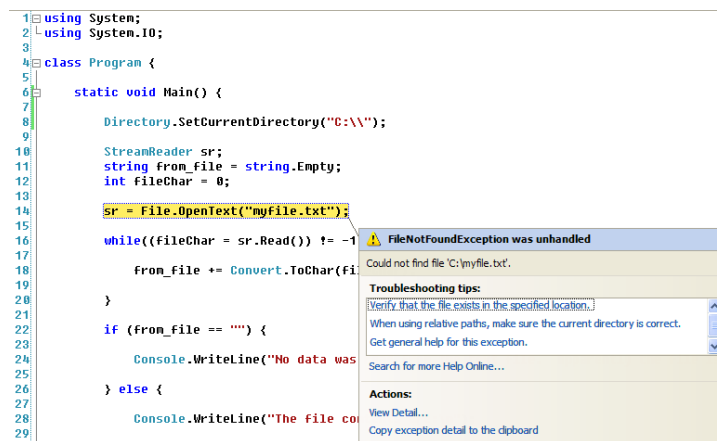 1 using System;
2 using System.IO;
3
4 class Program {
5
6 static void Main() {
7
8 Directory.SetCurrentDirectory("C:\\");
9
10 StreamReader sr;
11 string from_file = string.Empty;
12 int fileChar = 0;
13
14 sr = File.OpenText("myfile.txt");
15
16 while((fileChar = sr.Read()) != -1
17
18 from_file += Convert.ToChar(fi
19
20 }
21
22 if (from_file == "") {
23
24 Console.WriteLine("No data was
25
26 } else {
27
28 Console.WriteLine("The file co
29
FileNotFoundException was unhandled
Could not find file 'C:\myfile.txt'.
Troubleshooting tips:
Verify that the file exists in the specified location.
When using relative paths, make sure the current directory is correct.
Get general help for this exception.
Search for more Help Online...
Actions:
View Detail...
Copy exception detail to the clipboard